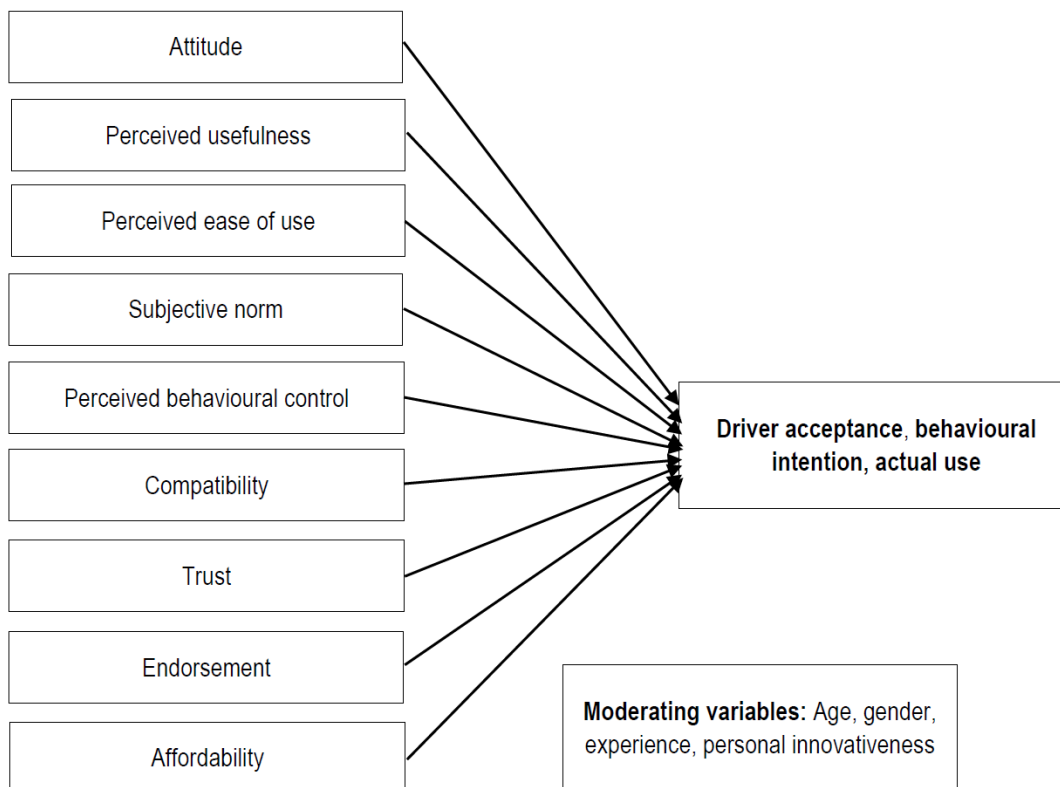 Attitude
Perceived usefulness
Perceived ease of use
Subjective norm
Perceived behavioural control
Compatibility
Trust
Endorsement
Affordability
Driver acceptance, behavioural
intention, actual use
Moderating variables: Age, gender,
experience, personal innovativeness